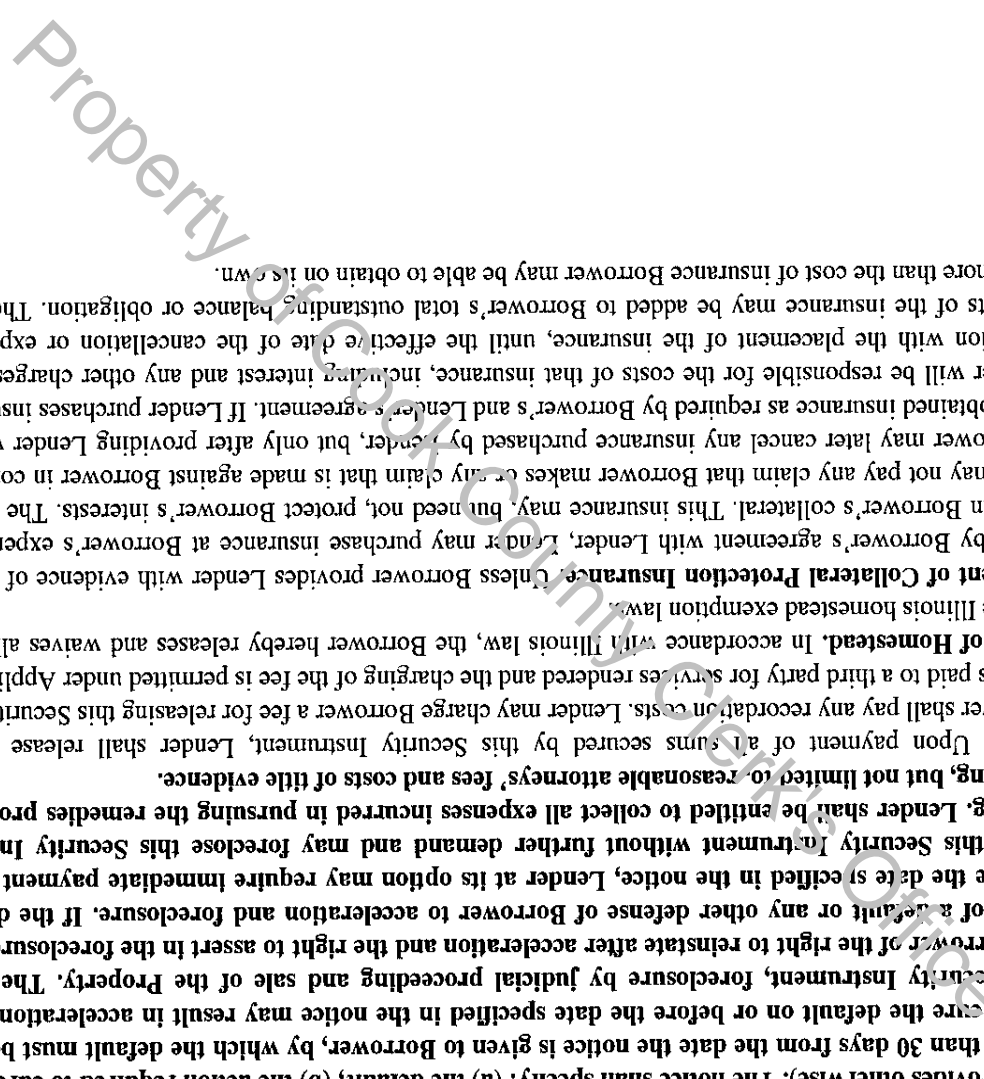 ovides otherwise). The notice shall specify: (a) the default; (b) the action required to cure
than 30 days from the date the notice is given to Borrower, by which the default must b
cure the default on or before the date specified in the notice may result in acceleration
ecurity Instrument, foreclosure by judicial proceeding and sale of the Property. The
rrower of the right to reinstate after acceleration and the right to assert in the foreclosur
of a default or any other defense of Borrower to acceleration and foreclosure. If the d
e the date specified in the notice, Lender at its option may require immediate payment
this Security Instrument without further demand and may foreclose this Security In
g. Lender shall be entitled to collect all expenses incurred in pursuing the remedies pro
ng, but not limited to, reasonable attorneys' fees and costs of title evidence.
Upon payment of all sums secured by this Security Instrument, Lender shall release
er shall pay any recordation costs. Lender may charge Borrower a fee for releasing this Securit
s paid to a third party for services rendered and the charging of the fee is permitted under Appli
of Homestead. In accordance with Illinois law, the Borrower hereby releases and waives al
e Illinois homestead exemption laws.
nt of Collateral Protection Insurance. Unless Borrower provides Lender with evidence of
by Borrower's agreement with Lender, Lender may purchase insurance at Borrower's expe
n Borrower's collateral. This insurance may, but need not, protect Borrower's interests. The
may not pay any claim that Borrower makes or any claim that is made against Borrower in co
ower may later cancel any insurance purchased by Lender, but only after providing Lender
btained insurance as required by Borrower's and Lender's agreement. If Lender purchases ins
r will be responsible for the costs of that insurance, including interest and any other charges
ion with the placement of the insurance, until the effective date of the cancellation or exp
ts of the insurance may be added to Borrower's total outstanding balance or obligation. The
nore than the cost of insurance Borrower may be able to obtain on its own.
Property of Cook County Clerk's Office